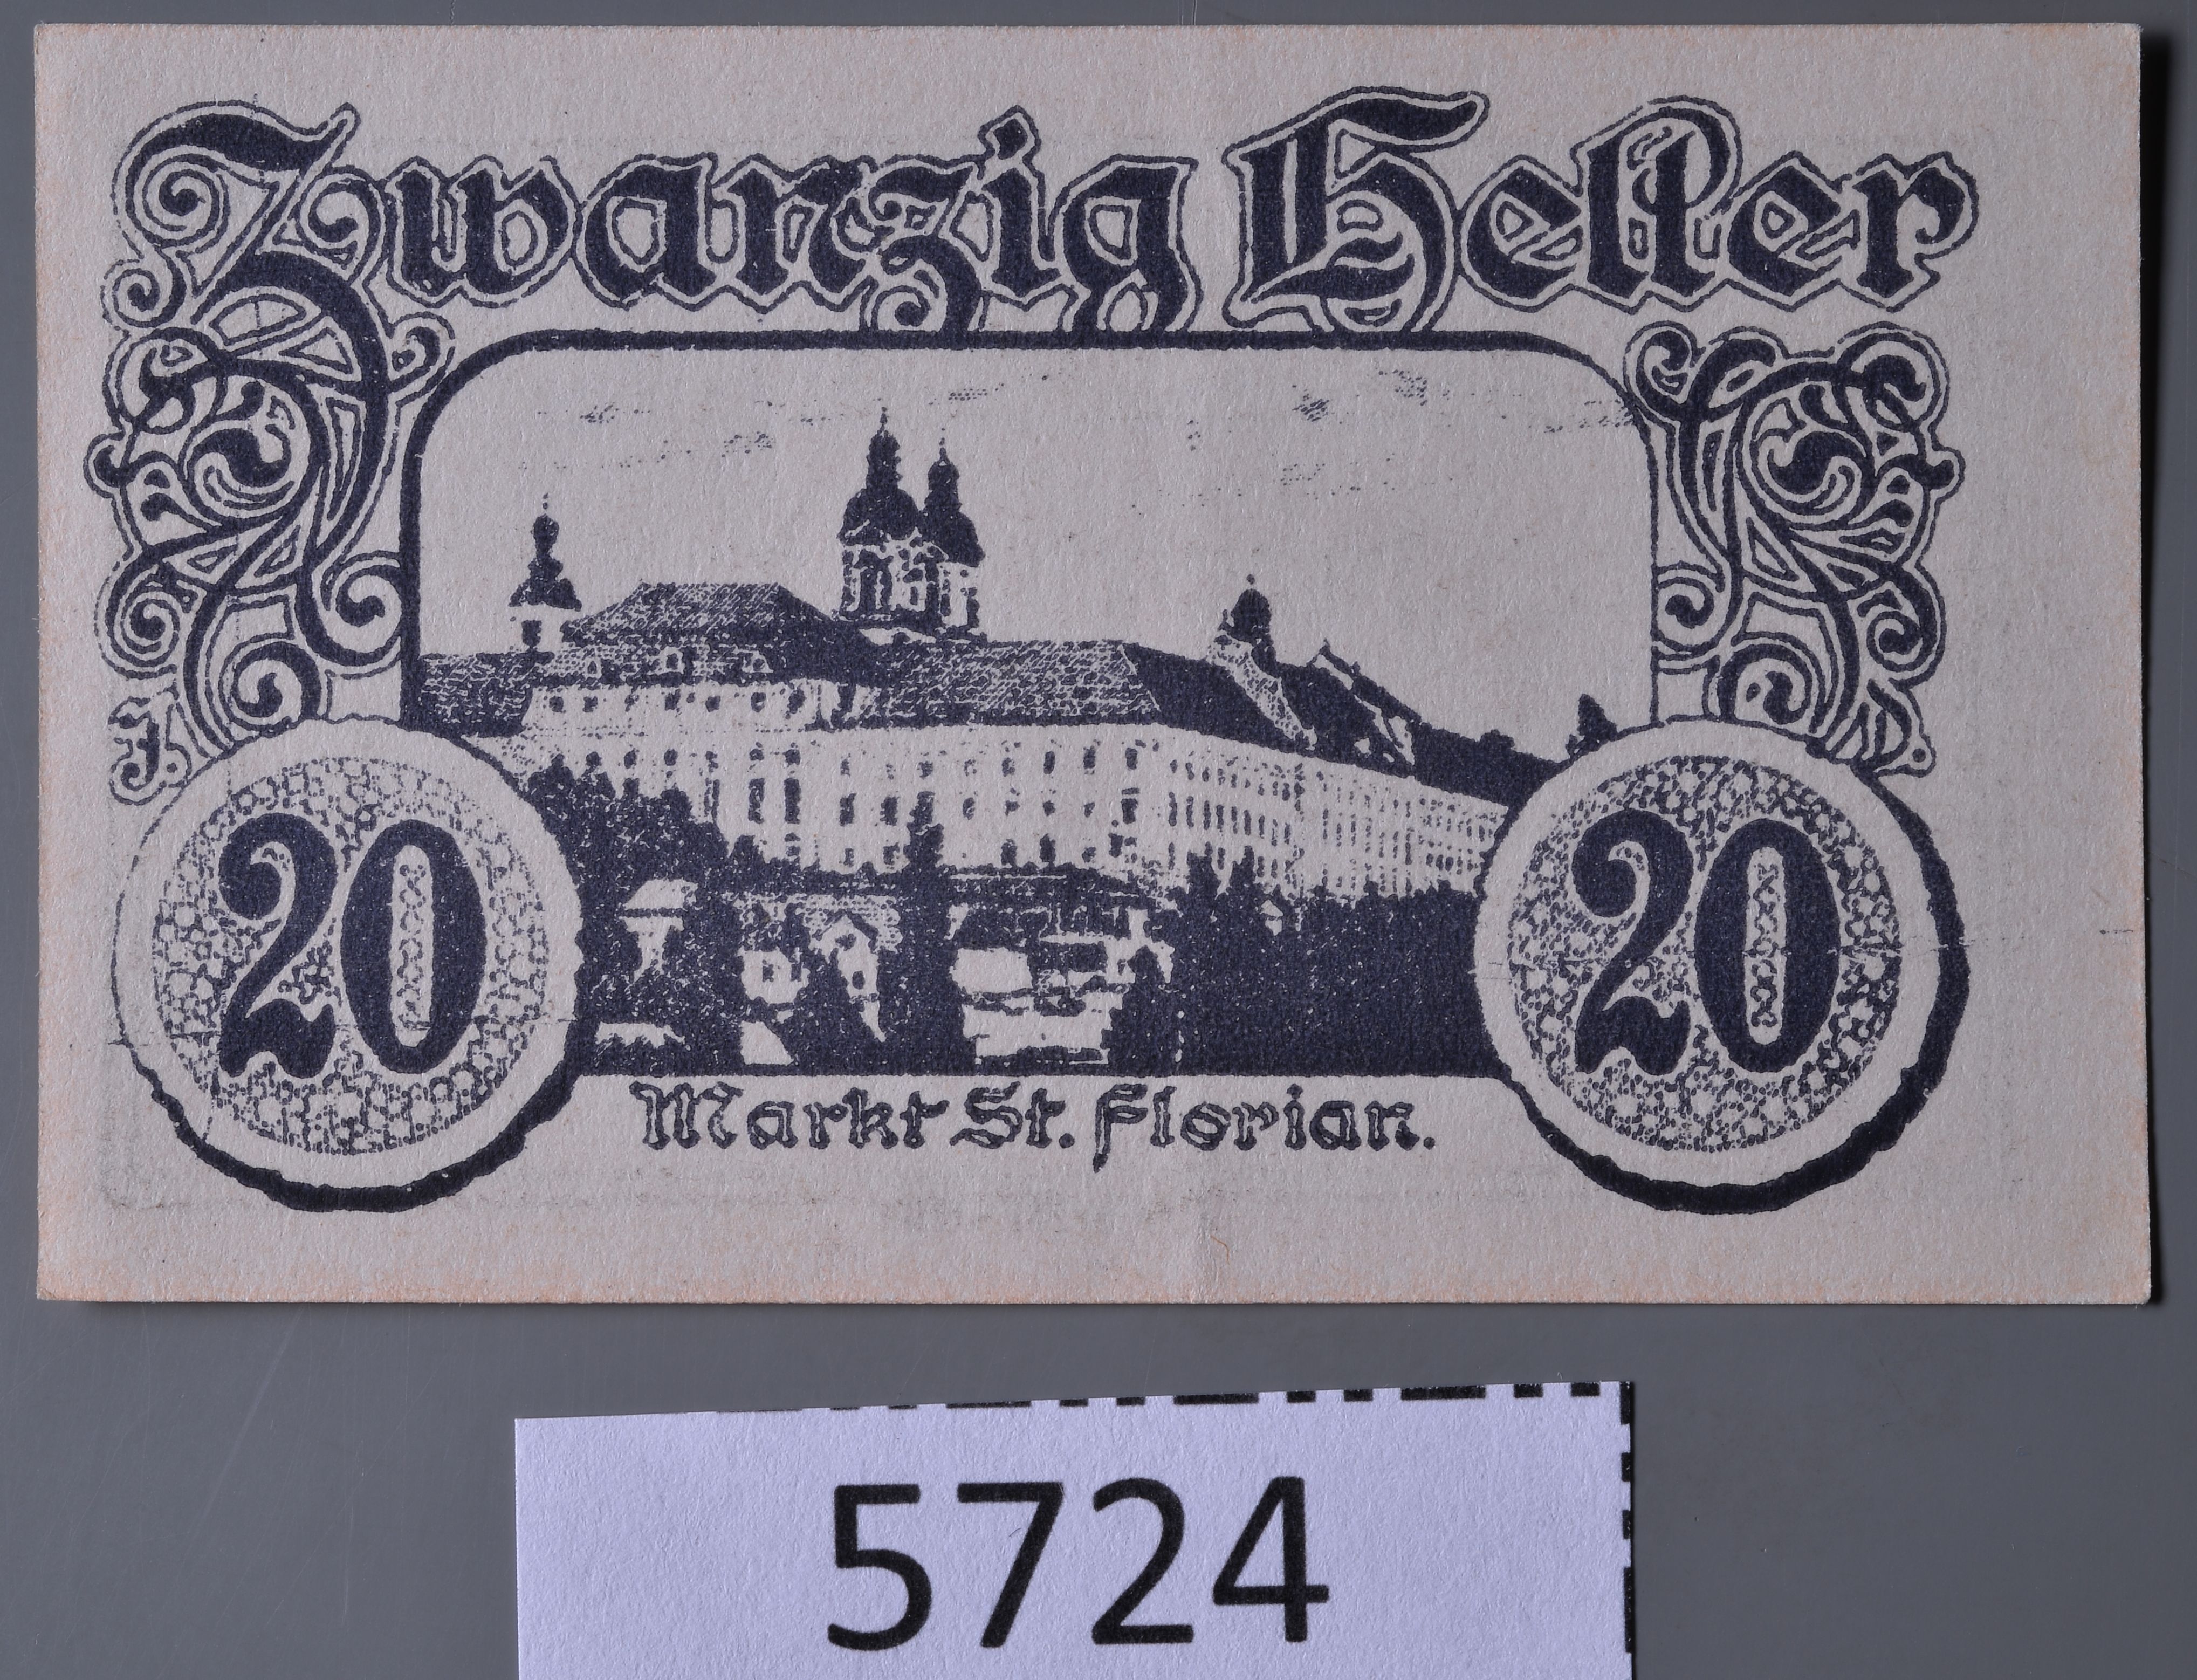 Zwanzig Heller
20
20
Markt St. Florian.
5724